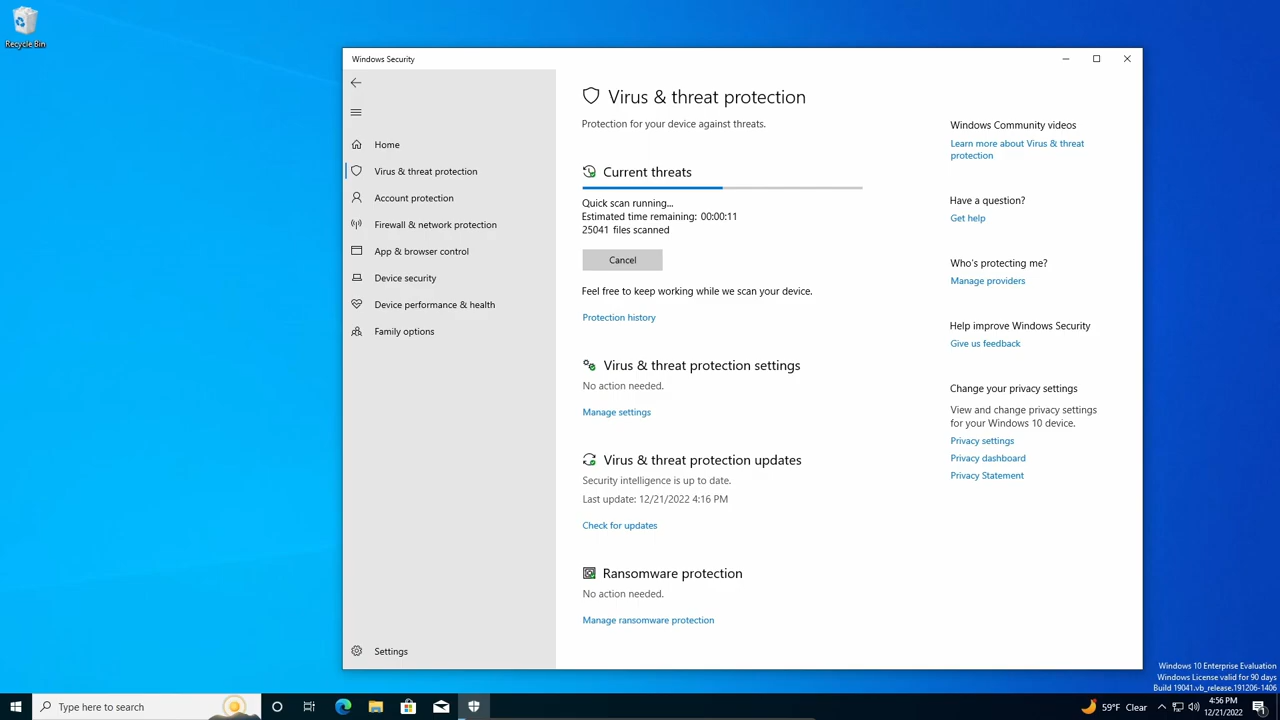 Recycle Bin
Windows Security
Home
Virus & threat protection
Account protection
Firewall & network protection
App & browser control
Device security
Device performance & health
Family options
Settings
Virus & threat protection
Protection for your device against threats.
Current threats
Quick scan running...
Estimated time remaining: 00:00:11
25041 files scanned
Cancel
Feel free to keep working while we scan your device.
Protection history
Virus & threat protection settings
No action needed.
Manage settings
Virus & threat protection updates
Security intelligence is up to date.
Last update: 12/21/2022 4:16 PM
Check for updates
Ransomware protection
No action needed.
Manage ransomware protection
Windows Community videos
Learn more about Virus & threat
protection
Have a question?
Get help
Who's protecting me?
Manage providers
Help improve Windows Security
Give us feedback
Change your privacy settings
View and change privacy settings
for your Windows 10 device.
Privacy settings
Privacy dashboard
Privacy Statement
Windows 10 Enterprise Evaluation
Windows License valid for 90 days
Build 19041.vb_release.191206-1406
Type here to search
59°F Clear
4:56 PM
12/21/2022